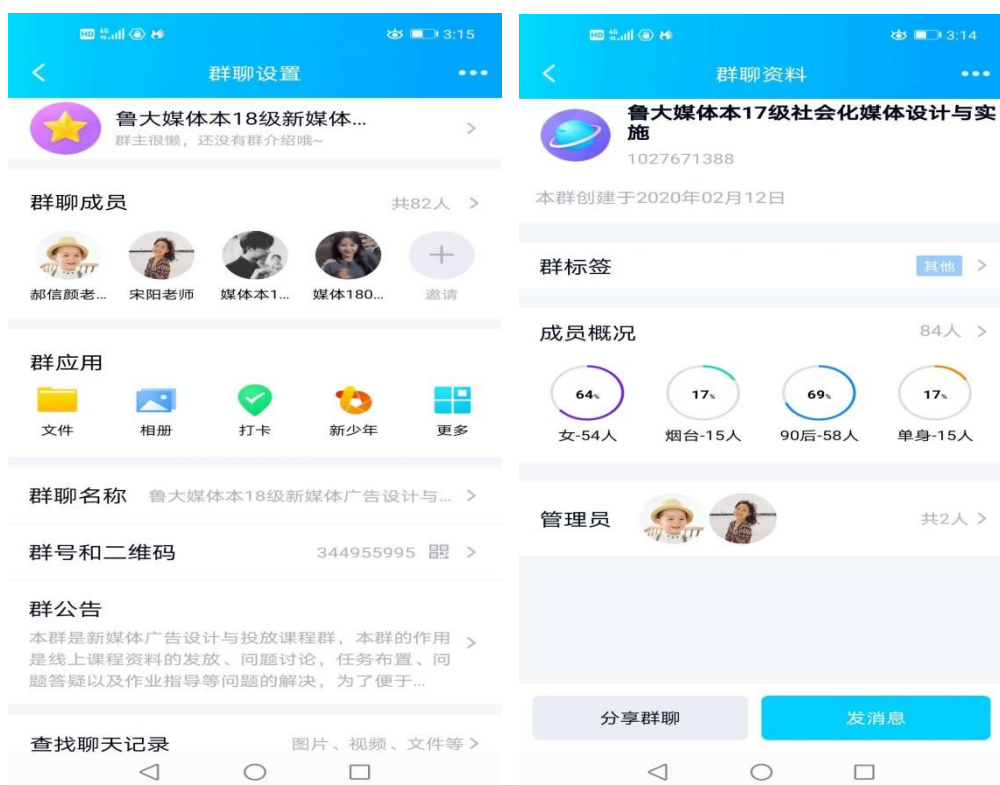 HD 4G 3:15
群聊设置
鲁大媒体本18级新媒体...
群主很懒，还没有群介绍哦~
群聊成员 共82人
郝信颜老... 宋阳老师 媒体本1... 媒体180... 邀请
群应用
文件 相册 打卡 新少年 更多
群聊名称 鲁大媒体本18级新媒体广告设计与...
群号和二维码 344955995
群公告
本群是新媒体广告设计与投放课程群，本群的作用
是线上课程资料的发放、问题讨论，任务布置、问
题答疑以及作业指导等问题的解决，为了便于...
查找聊天记录 图片、视频、文件等
HD 4G 3:14
群聊资料
鲁大媒体本17级社会化媒体设计与实
施
1027671388
本群创建于2020年02月12日
群标签 其他
成员概况 84人
64% 17% 69% 17%
女-54人 烟台-15人 90后-58人 单身-15人
管理员 共2人
分享群聊 发消息